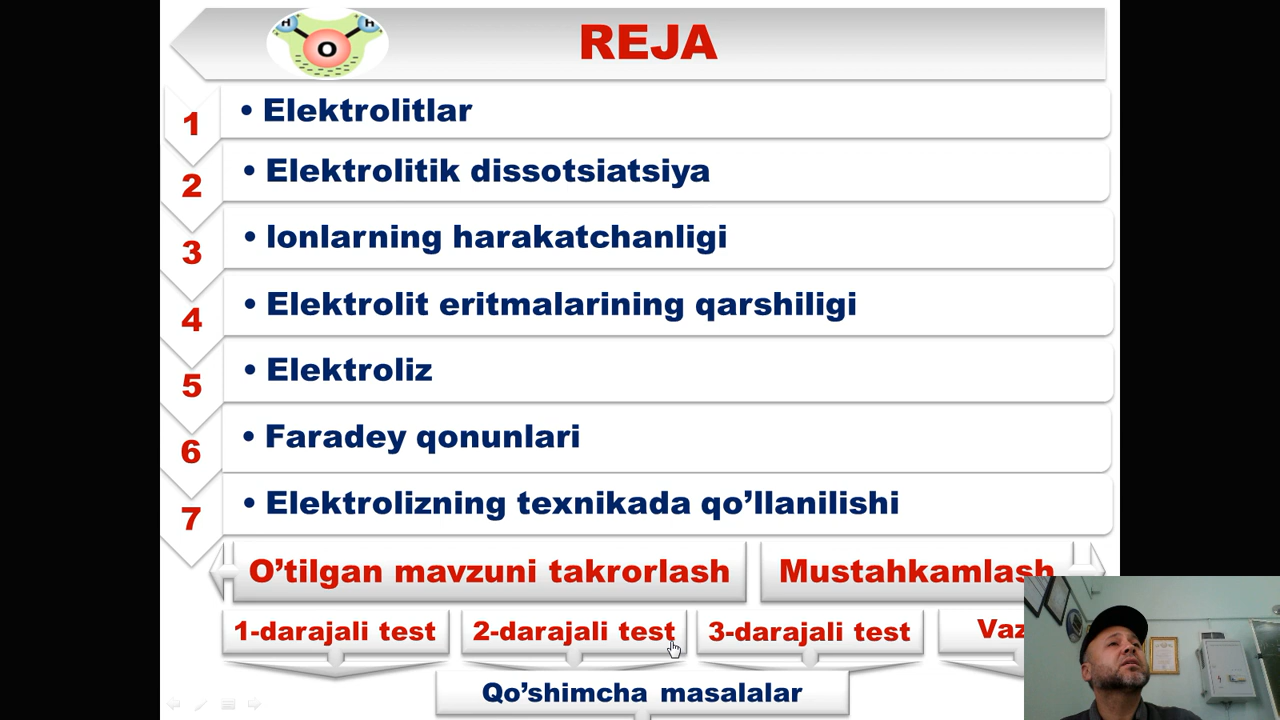 H O H
REJA
1 • Elektrolitlar
2 • Elektrolitik dissotsiatsiya
3 • Ionlarning harakatchanligi
4 • Elektrolit eritmalarining qarshiligi
5 • Elektroliz
6 • Faradey qonunlari
7 • Elektrolizning texnikada qo’llanilishi
O’tilgan mavzuni takrorlash Mustahkamlash
1-darajali test 2-darajali test 3-darajali test Vaz
Qo’shimcha masalalar